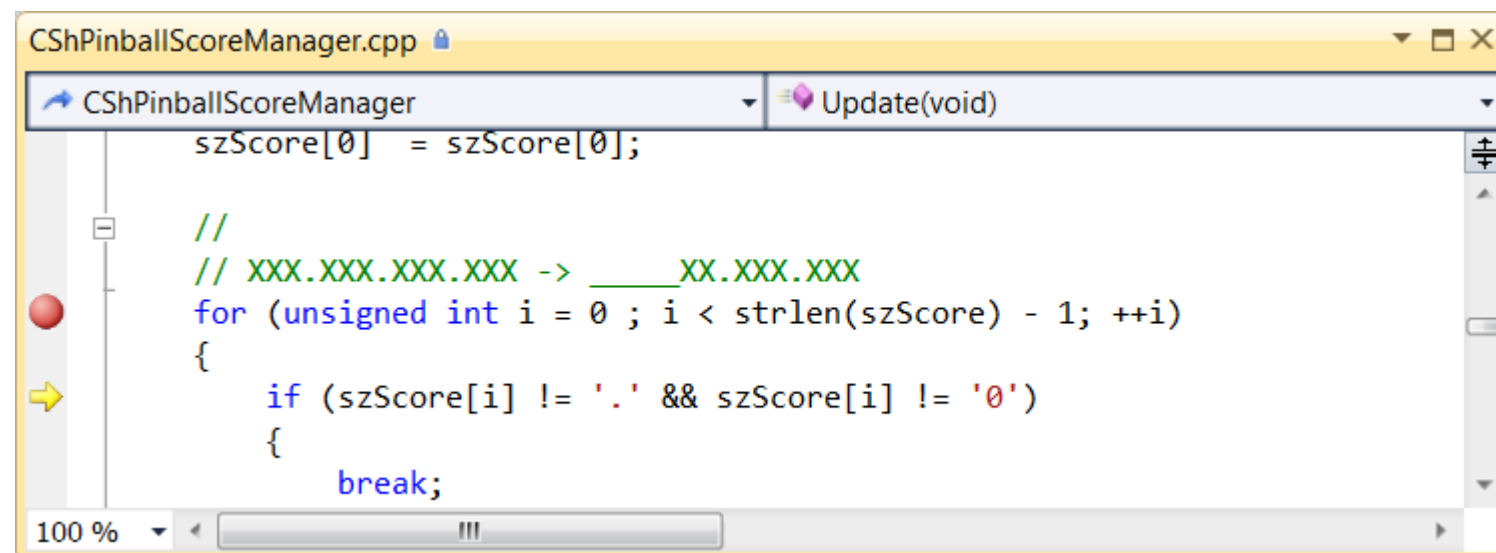 CShPinballScoreManager.cpp
CShPinballScoreManager Update(void)
szScore[0]  = szScore[0];
//
// XXX.XXX.XXX.XXX -> _____XX.XXX.XXX
for (unsigned int i = 0 ; i < strlen(szScore) - 1; ++i)
{
if (szScore[i] != '.' && szScore[i] != '0')
{
break;
100 %